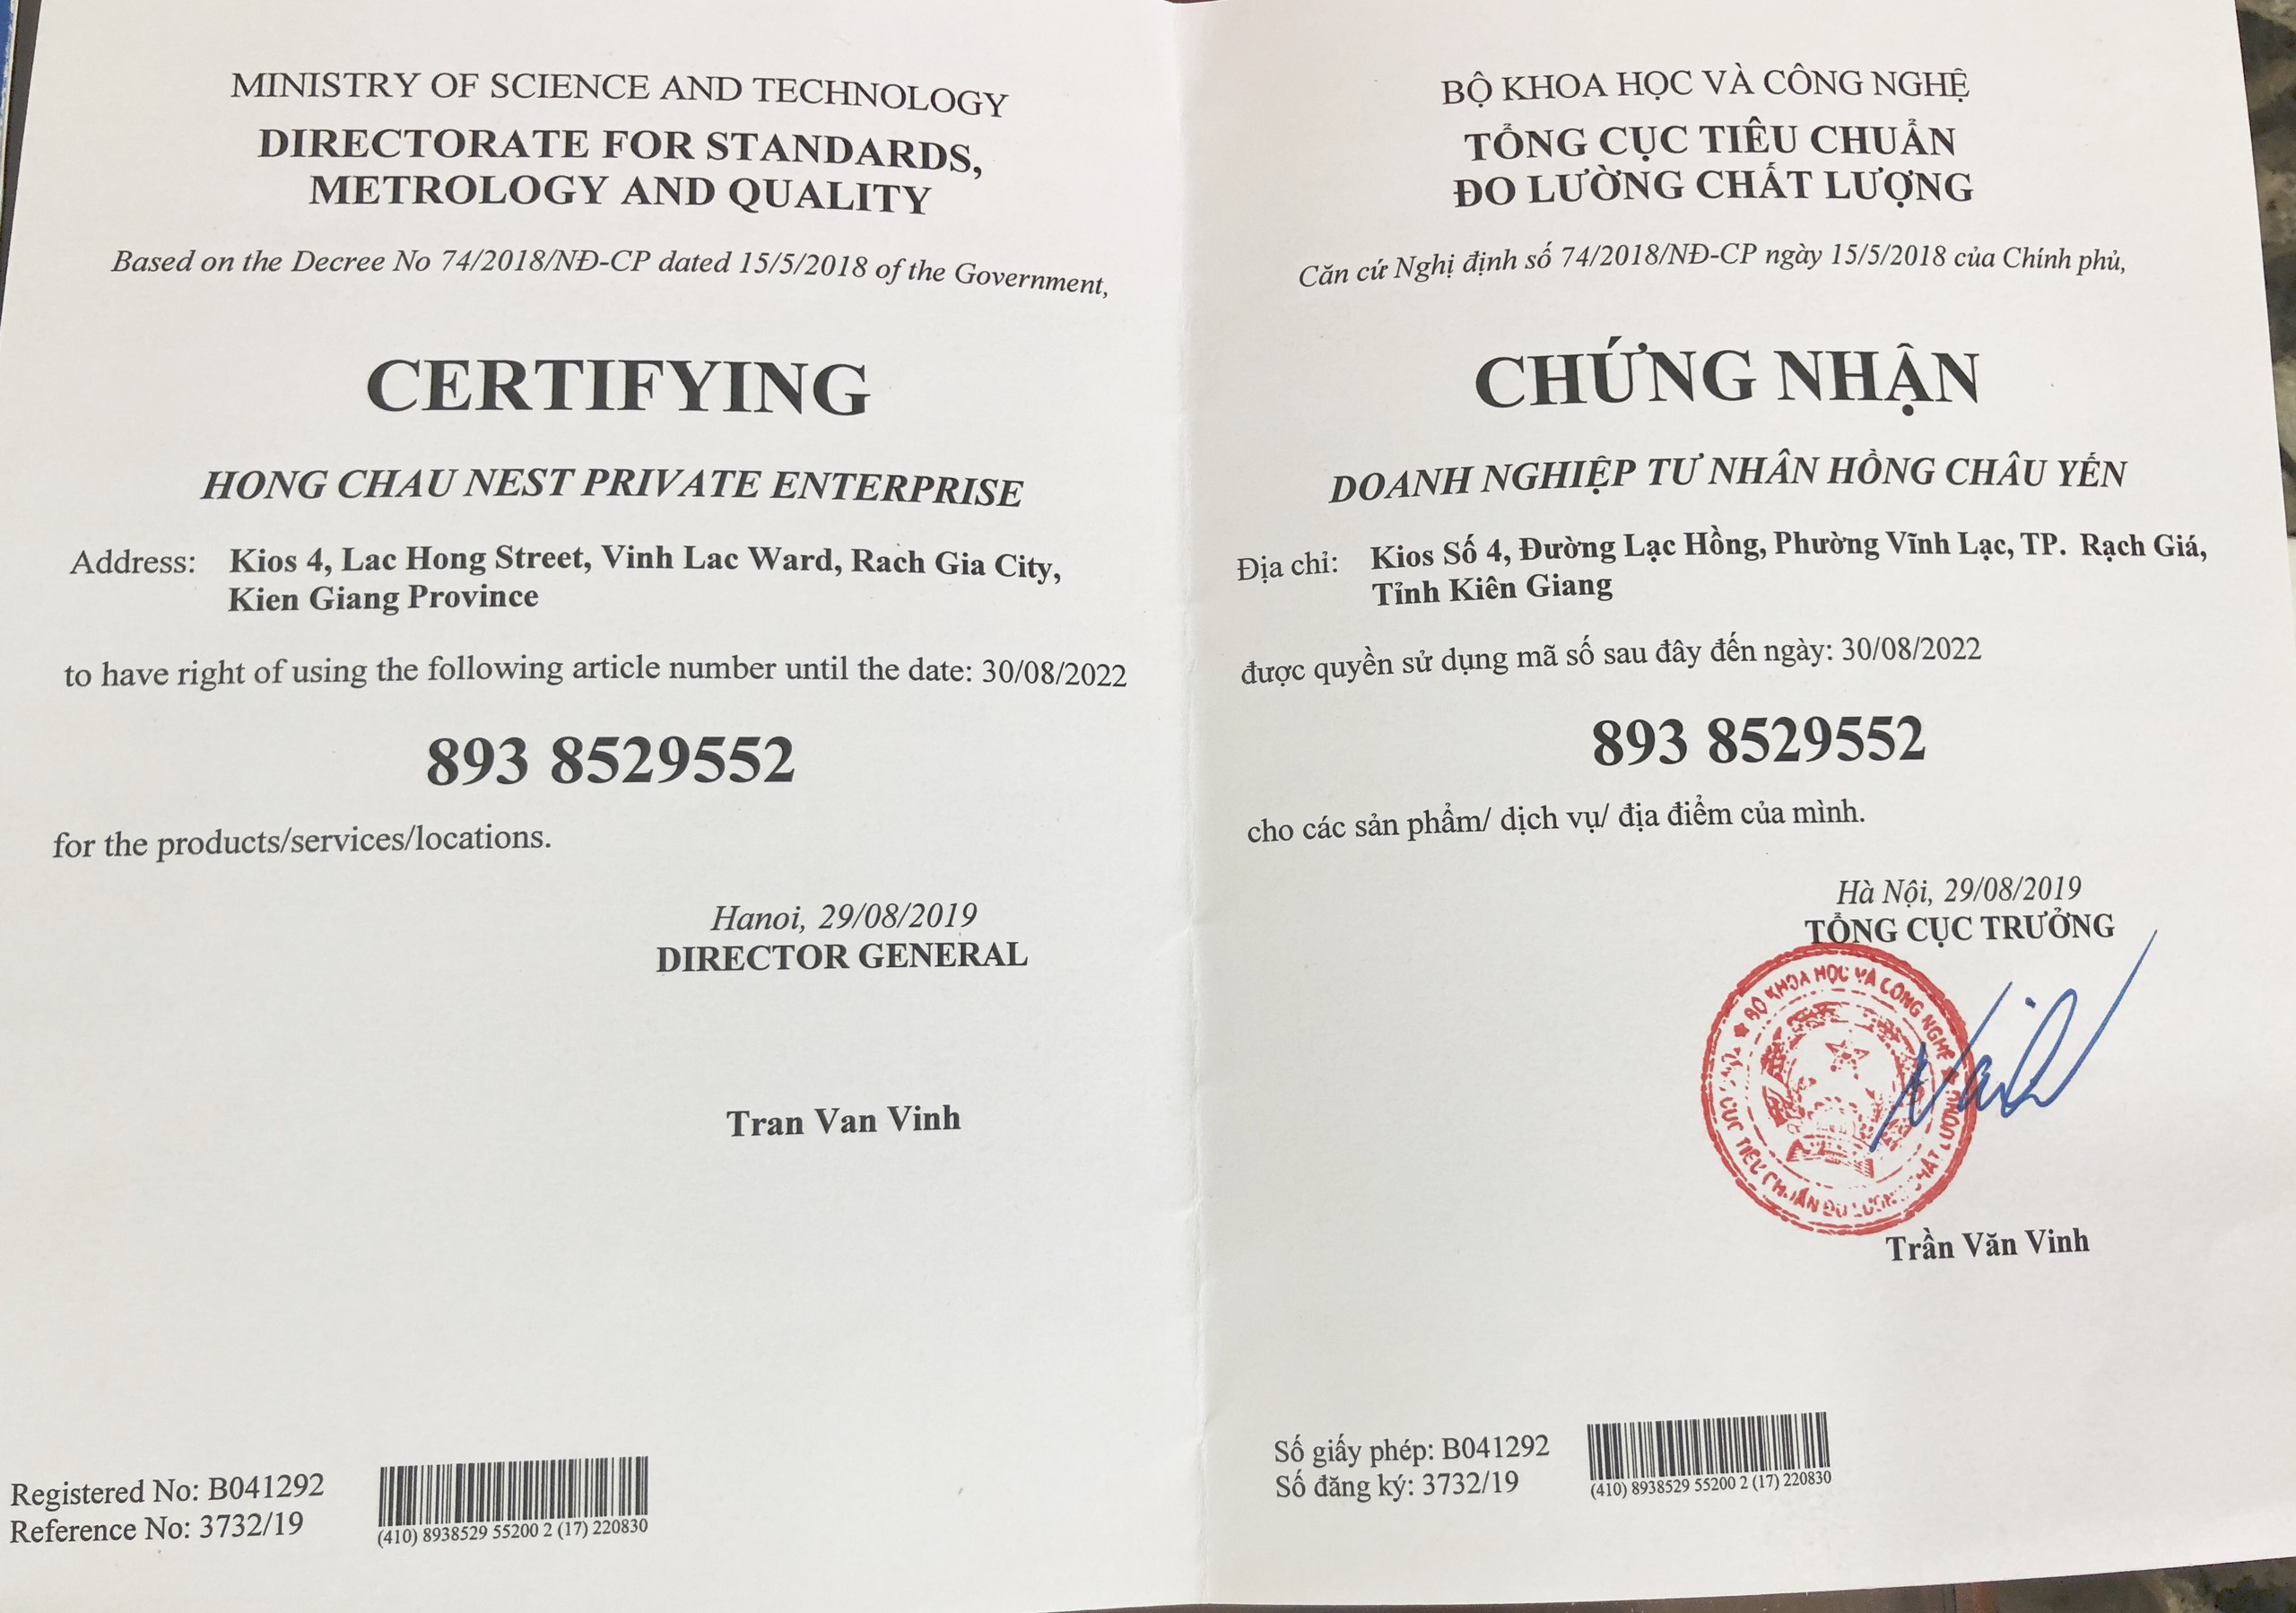 MINISTRY OF SCIENCE AND TECHNOLOGY
DIRECTORATE FOR STANDARDS,
METROLOGY AND QUALITY
Based on the Decree No 74/2018/NĐ-CP dated 15/5/2018 of the Government,
CERTIFYING
HONG CHAU NEST PRIVATE ENTERPRISE
Address: Kios 4, Lac Hong Street, Vinh Lac Ward, Rach Gia City,
Kien Giang Province
to have right of using the following article number until the date: 30/08/2022
893 8529552
for the products/services/locations.
Hanoi, 29/08/2019
DIRECTOR GENERAL
Tran Van Vinh
Registered No: B041292
Reference No: 3732/19
(410) 8938529 55200 2 (17) 220830
BỘ KHOA HỌC VÀ CÔNG NGHỆ
TỔNG CỤC TIÊU CHUẨN
ĐO LƯỜNG CHẤT LƯỢNG
Căn cứ Nghị định số 74/2018/NĐ-CP ngày 15/5/2018 của Chính phủ,
CHỨNG NHẬN
DOANH NGHIỆP TƯ NHÂN HỒNG CHÂU YẾN
Địa chỉ: Kios Số 4, Đường Lạc Hồng, Phường Vĩnh Lạc, TP. Rạch Giá,
Tỉnh Kiên Giang
được quyền sử dụng mã số sau đây đến ngày: 30/08/2022
893 8529552
cho các sản phẩm/ dịch vụ/ địa điểm của mình.
Hà Nội, 29/08/2019
TỔNG CỤC TRƯỞNG
BỘ KHOA HỌC VÀ CÔNG NGHỆ
CỤC TIÊU CHUẨN ĐO LƯỜNG CHẤT LƯỢNG
Trần Văn Vinh
Số giấy phép: B041292
Số đăng ký: 3732/19
(410) 8938529 55200 2 (17) 220830